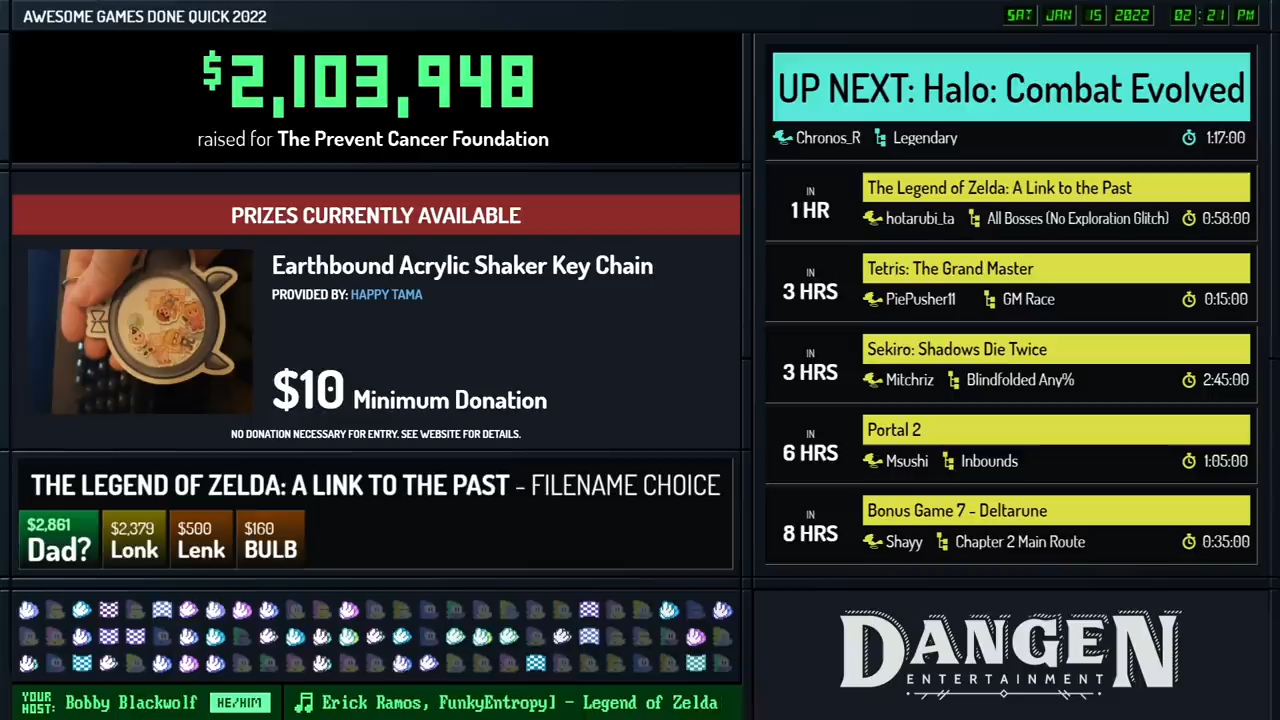 AWESOME GAMES DONE QUICK 2022
SAT JAN 15 2022 02:21 PM
$2,103,948
raised for The Prevent Cancer Foundation
PRIZES CURRENTLY AVAILABLE
Earthbound Acrylic Shaker Key Chain
PROVIDED BY: HAPPY TAMA
$10 Minimum Donation
NO DONATION NECESSARY FOR ENTRY. SEE WEBSITE FOR DETAILS.
THE LEGEND OF ZELDA: A LINK TO THE PAST - FILENAME CHOICE
$2,861 Dad?
$2,379 Lonk
$500 Lenk
$160 BULB
YOUR HOST: Bobby Blackwolf HE/HIM
Erick Ramos, FunkyEntropy] - Legend of Zelda
UP NEXT: Halo: Combat Evolved
Chronos_R Legendary 1:17:00
IN 1 HR
The Legend of Zelda: A Link to the Past
hotarubi_ta All Bosses (No Exploration Glitch) 0:58:00
IN 3 HRS
Tetris: The Grand Master
PiePusher11 GM Race 0:15:00
IN 3 HRS
Sekiro: Shadows Die Twice
Mitchriz Blindfolded Any% 2:45:00
IN 6 HRS
Portal 2
Msushi Inbounds 1:05:00
IN 8 HRS
Bonus Game 7 - Deltarune
Shayy Chapter 2 Main Route 0:35:00
DANGEN
ENTERTAINMENT